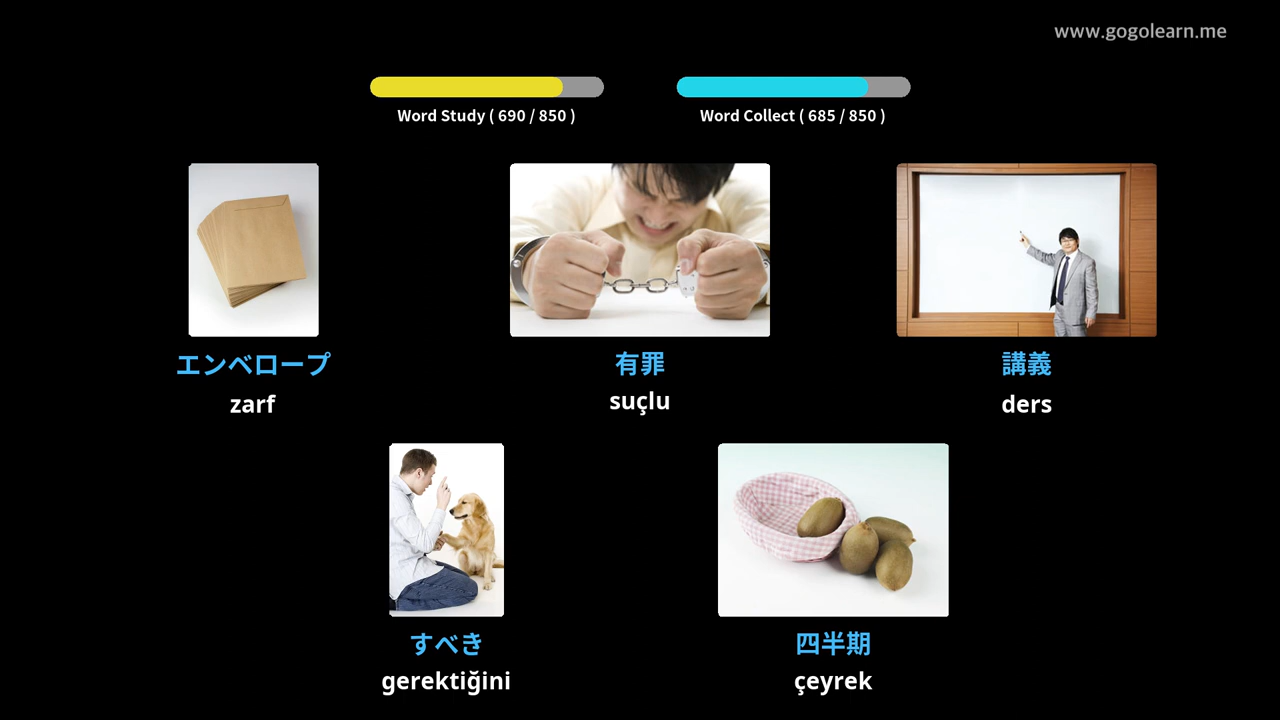 www.gogolearn.me
Word Study ( 690 / 850 )
Word Collect ( 685 / 850 )
エンベロープ
zarf
有罪
suçlu
講義
ders
すべき
gerektiğini
四半期
çeyrek